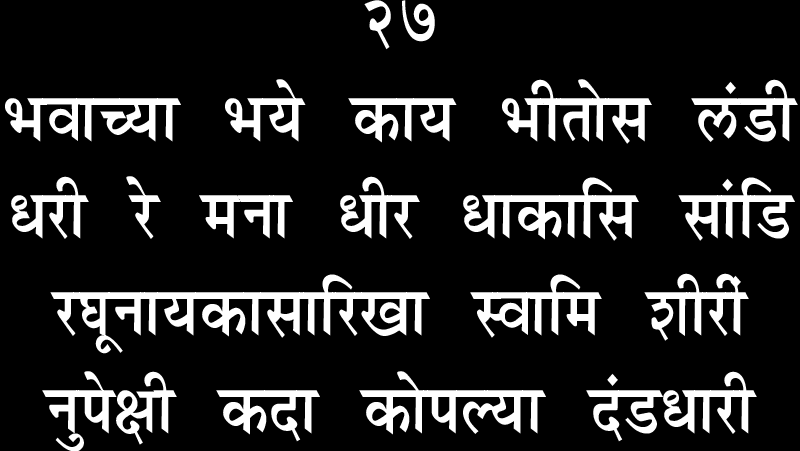 २७
भवाच्या भये काय भीतोस लंडी
धरी रे मना धीर धाकासि सांडि
रघूनायकासारिखा स्वामि शीरीं
नुपेक्षी कदा कोपल्या दंडधारी